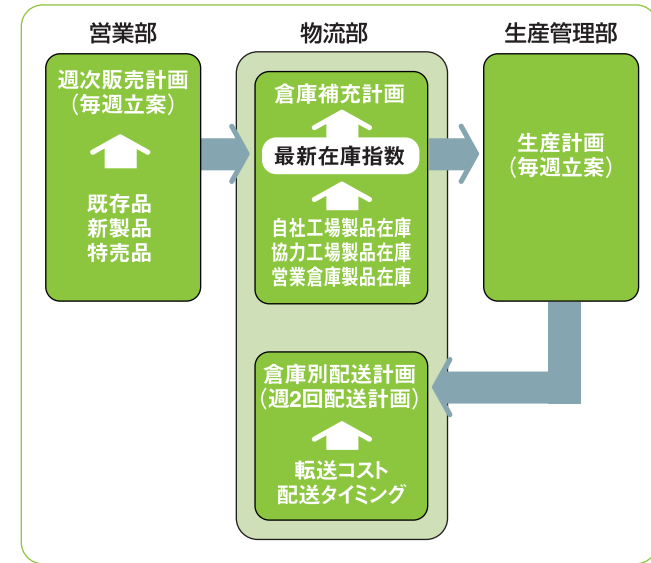 営業部
週次販売計画
(毎週立案)
既存品
新製品
特売品
物流部
倉庫補充計画
最新在庫指数
自社工場製品在庫
協力工場製品在庫
営業倉庫製品在庫
倉庫別配送計画
(週2回配送計画)
転送コスト
配送タイミング
生産管理部
生産計画
(毎週立案)